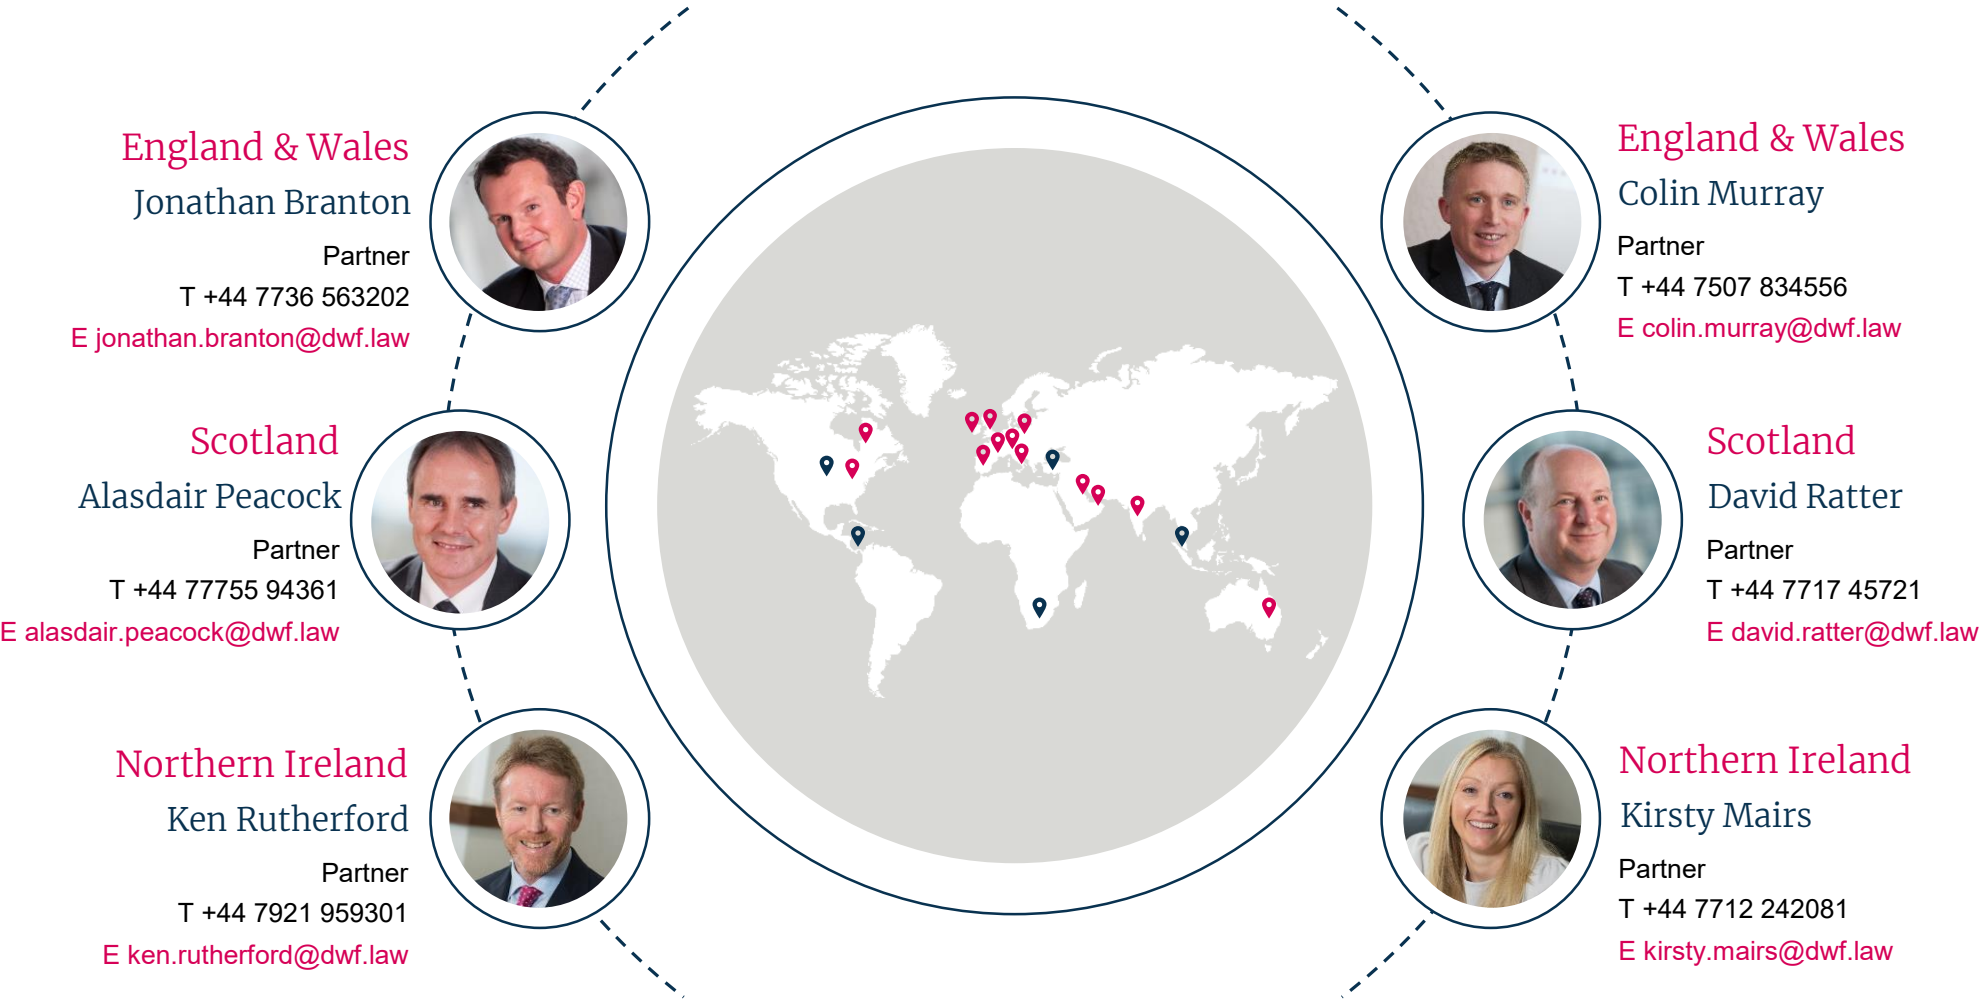 England & Wales
Jonathan Branton
Partner
T +44 7736 563202
E jonathan.branton@dwf.law
Scotland
Alasdair Peacock
Partner
T +44 77755 94361
E alasdair.peacock@dwf.law
Northern Ireland
Ken Rutherford
Partner
T +44 7921 959301
E ken.rutherford@dwf.law
England & Wales
Colin Murray
Partner
T +44 7507 834556
E colin.murray@dwf.law
Scotland
David Ratter
Partner
T +44 7717 45721
E david.ratter@dwf.law
Northern Ireland
Kirsty Mairs
Partner
T +44 7712 242081
E kirsty.mairs@dwf.law